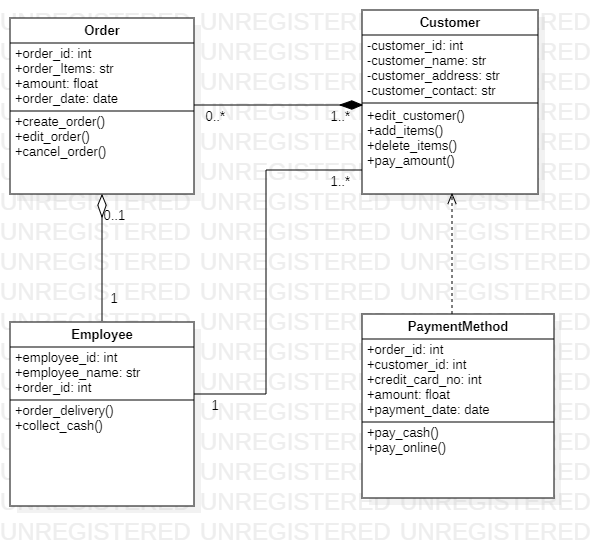 Order
+order_id: int
+order_Items: str
+amount: float
+order_date: date
+create_order()
+edit_order()
+cancel_order()
Customer
-customer_id: int
-customer_name: str
-customer_address: str
-customer_contact: str
+edit_customer()
+add_items()
+delete_items()
+pay_amount()
0..*
1..*
1..*
0..1
1
1
Employee
+employee_id: int
+employee_name: str
+order_id: int
+order_delivery()
+collect_cash()
PaymentMethod
+order_id: int
+customer_id: int
+credit_card_no: int
+amount: float
+payment_date: date
+pay_cash()
+pay_online()
UNREGISTERED